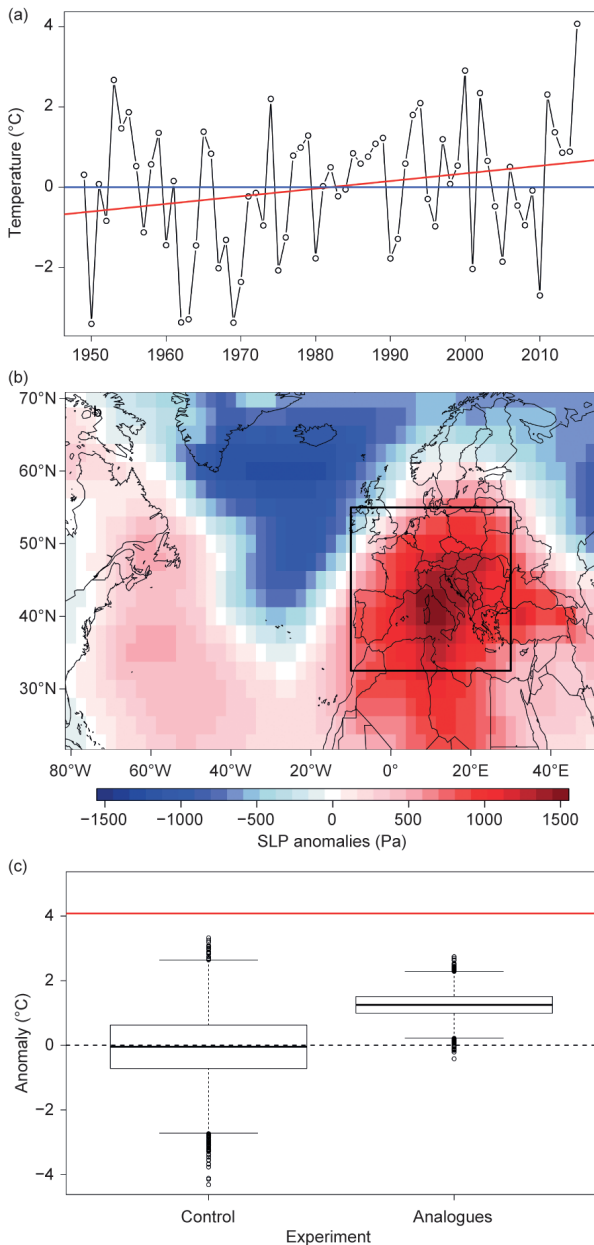 (a)
4
2
0
−2
Temperature (°C)
1950 1960 1970 1980 1990 2000 2010
(b)
b
70°N
60°N
50°N
40°N
30°N
80°W 60°W 40°W 20°W 0° 20°E 40°E
−1500 −1000 −500 0 500 1000 1500
SLP anomalies (Pa)
(c)
4
2
0
−2
−4
Anomaly (°C)
Control Analogues
Experiment